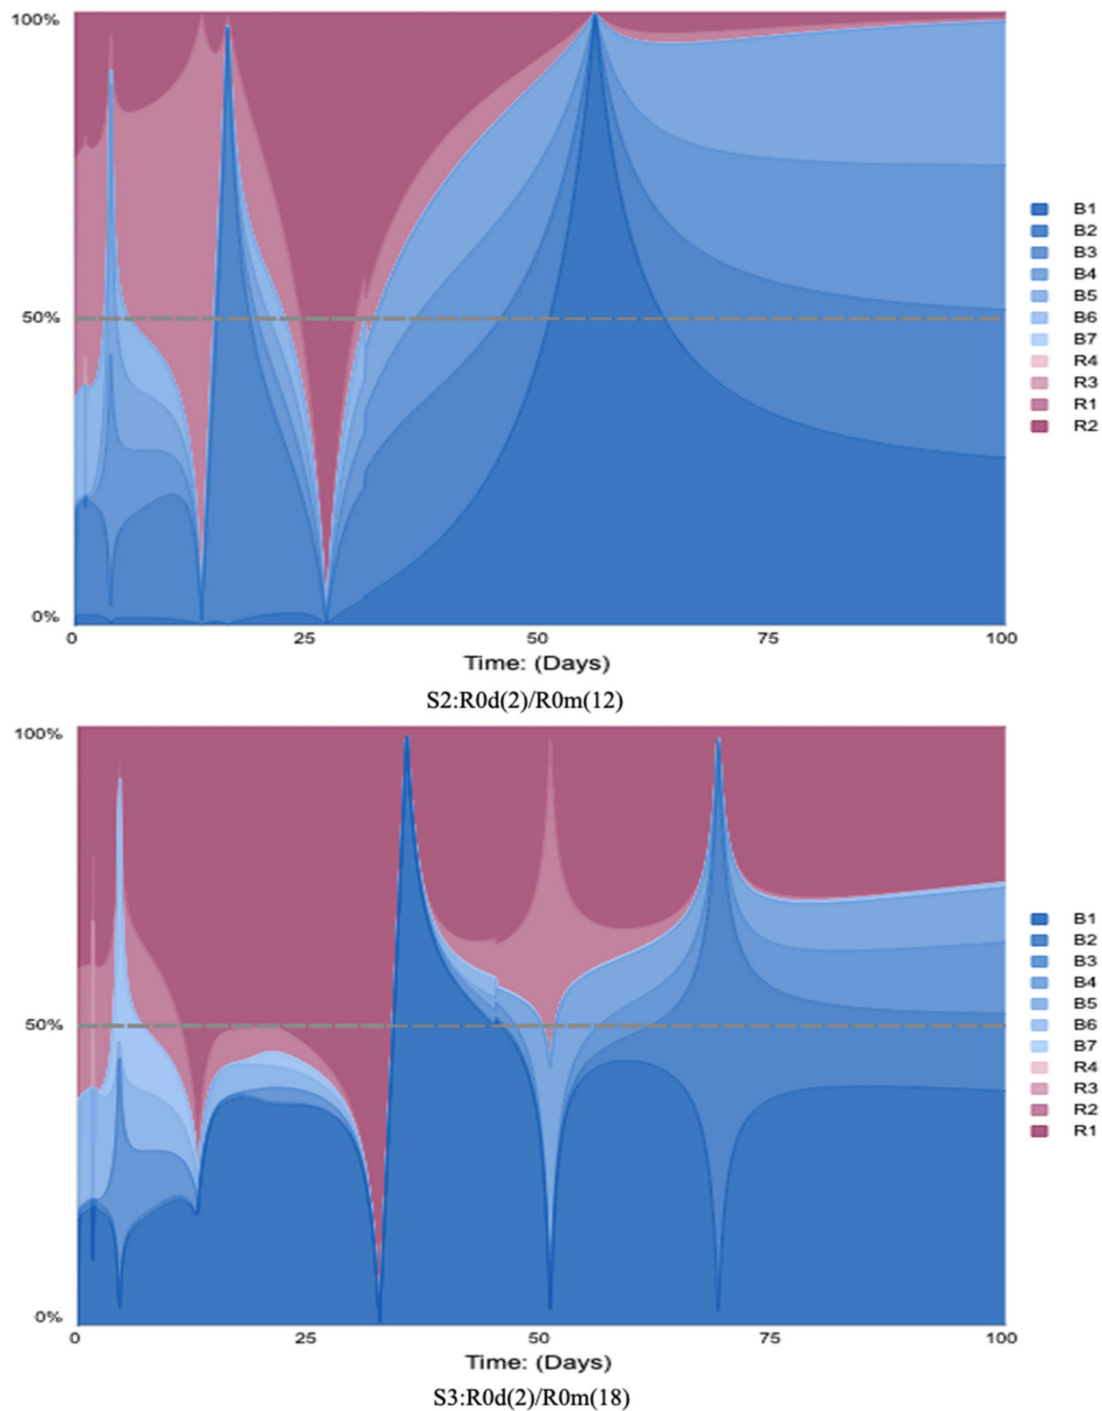 100%
50%
0%
0
25
50
75
100
Time: (Days)
B1
B2
B3
B4
B5
B6
B7
R4
R3
R1
R2
S2:R0d(2)/R0m(12)
100%
50%
0%
0
25
50
75
100
Time: (Days)
B1
B2
B3
B4
B5
B6
B7
R4
R3
R2
R1
S3:R0d(2)/R0m(18)